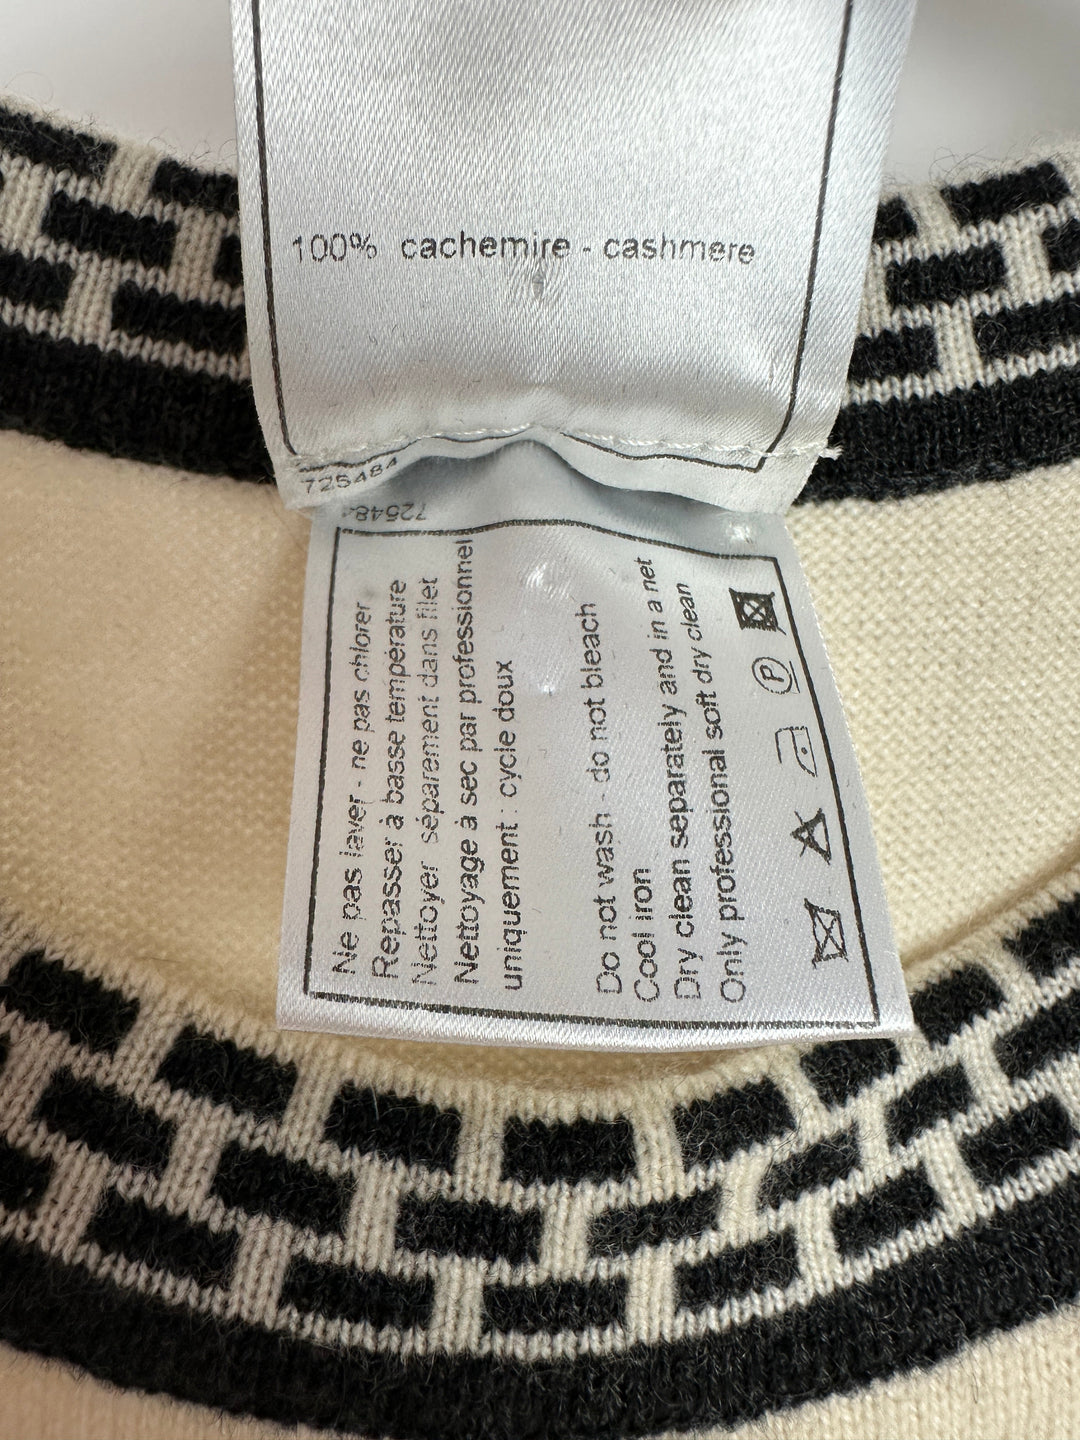 100% cachemire - cashmere
725484
725484
Ne pas laver - ne pas chlorer
Repasser à basse température
Nettoyer séparement dans filet
Nettoyage à sec par professionnel
uniquement : cycle doux
Do not wash - do not bleach
Cool iron
Dry clean separately and in a net
Only professional soft dry clean
P